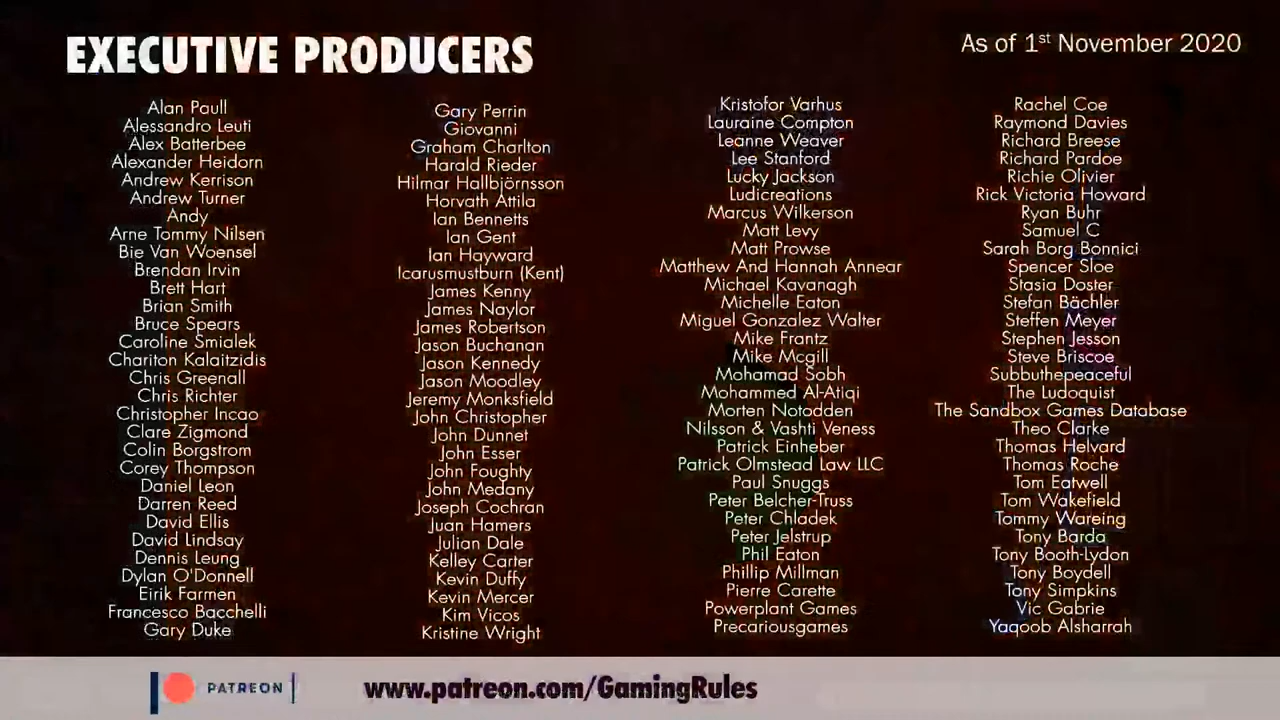 EXECUTIVE PRODUCERS
As of 1st November 2020
Alan Paull
Alessandro Leuti
Alex Batterbee
Alexander Heidorn
Andrew Kerrison
Andrew Turner
Andy
Arne Tommy Nilsen
Bie Van Woensel
Brendan Irvin
Brett Hart
Brian Smith
Bruce Spears
Caroline Smialek
Chariton Kalaitzidis
Chris Greenall
Chris Richter
Christopher Incao
Clare Zigmond
Colin Borgstrom
Corey Thompson
Daniel Leon
Darren Reed
David Ellis
David Lindsay
Dennis Leung
Dylan O'Donnell
Eirik Farmen
Francesco Bacchelli
Gary Duke
Gary Perrin
Giovanni
Graham Charlton
Harald Rieder
Hilmar Hallbjörnsson
Horvath Attila
Ian Bennetts
Ian Gent
Ian Hayward
Icarusmustburn (Kent)
James Kenny
James Naylor
James Robertson
Jason Buchanan
Jason Kennedy
Jason Moodley
Jeremy Monksfield
John Christopher
John Dunnet
John Esser
John Foughty
John Medany
Joseph Cochran
Juan Hamers
Julian Dale
Kelley Carter
Kevin Duffy
Kevin Mercer
Kim Vicos
Kristine Wright
Kristofor Varhus
Lauraine Compton
Leanne Weaver
Lee Stanford
Lucky Jackson
Ludicreations
Marcus Wilkerson
Matt Levy
Matt Prowse
Matthew And Hannah Annear
Michael Kavanagh
Michelle Eaton
Miguel Gonzalez Walter
Mike Frantz
Mike Mcgill
Mohamad Sobh
Mohammed Al-Atiqi
Morten Notodden
Nilsson & Vashti Veness
Patrick Einheber
Patrick Olmstead Law LLC
Paul Snuggs
Peter Belcher-Truss
Peter Chladek
Peter Jelstrup
Phil Eaton
Phillip Millman
Pierre Carette
Powerplant Games
Precariousgames
Rachel Coe
Raymond Davies
Richard Breese
Richard Pardoe
Richie Olivier
Rick Victoria Howard
Ryan Buhr
Samuel C
Sarah Borg Bonnici
Spencer Sloe
Stasia Doster
Stefan Bächler
Steffen Meyer
Stephen Jesson
Steve Briscoe
Subbuthepeaceful
The Ludoquist
The Sandbox Games Database
Theo Clarke
Thomas Helvard
Thomas Roche
Tom Eatwell
Tom Wakefield
Tommy Wareing
Tony Barda
Tony Booth-Lydon
Tony Boydell
Tony Simpkins
Vic Gabrie
Yaqoob Alsharrah
PATREON
www.patreon.com/GamingRules